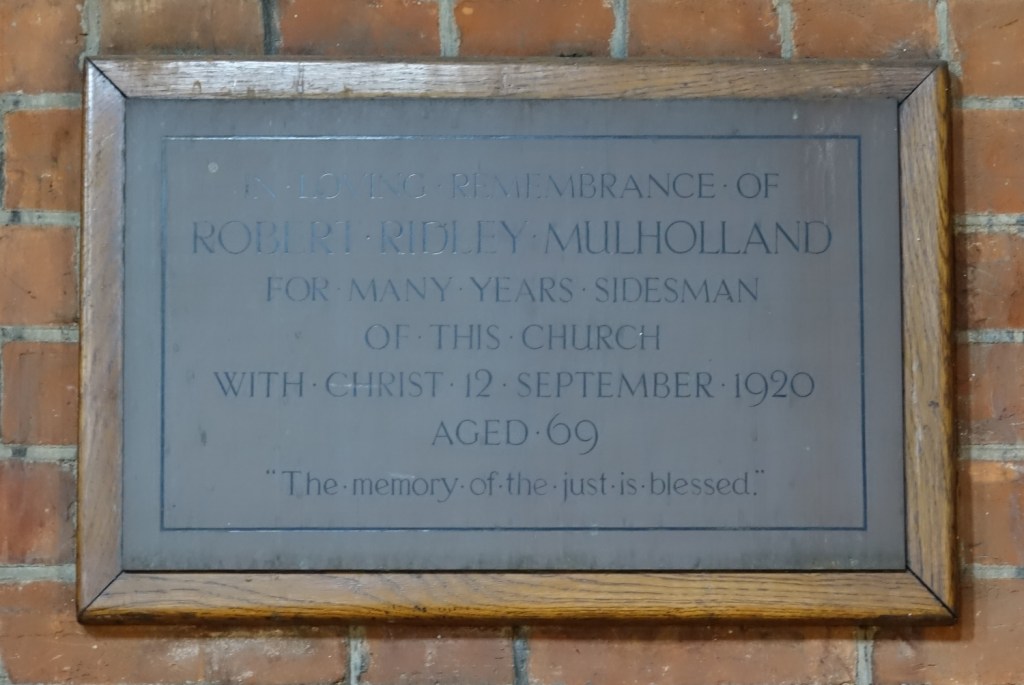 IN · LOVING · REMEMBRANCE · OF
ROBERT · RIDLEY · MULHOLLAND
FOR · MANY · YEARS · SIDESMAN
OF · THIS · CHURCH
WITH · CHRIST · 12 · SEPTEMBER · 1920
AGED · 69
"The · memory · of · the · just · is · blessed."